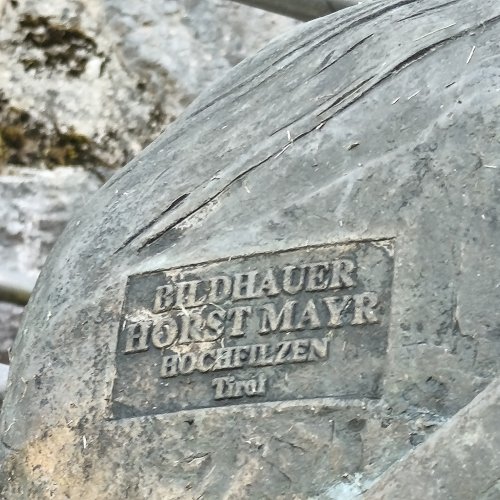 BILDHAUER
HORST MAYR
HOCHFILZEN
Tirol